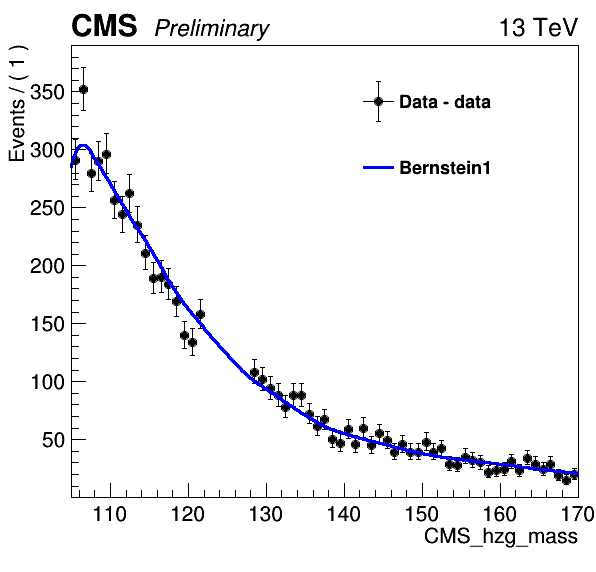 CMS Preliminary 13 TeV
Events / ( 1 )
350
300
250
200
150
100
50
Data - data
Bernstein1
110 120 130 140 150 160 170
CMS_hzg_mass